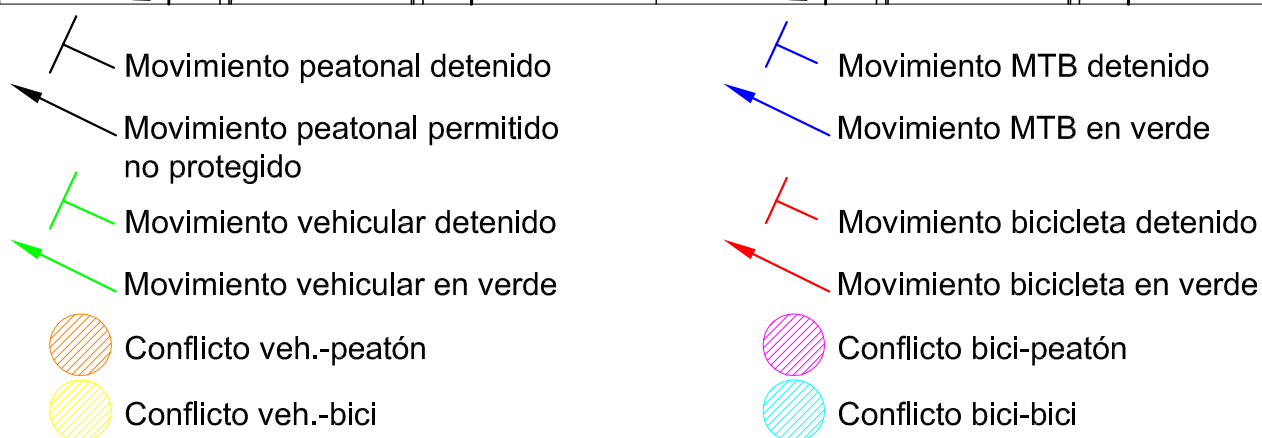 Movimiento peatonal detenido
Movimiento peatonal permitido
no protegido
Movimiento vehicular detenido
Movimiento vehicular en verde
Conflicto veh.-peatón
Conflicto veh.-bici
Movimiento MTB detenido
Movimiento MTB en verde
Movimiento bicicleta detenido
Movimiento bicicleta en verde
Conflicto bici-peatón
Conflicto bici-bici